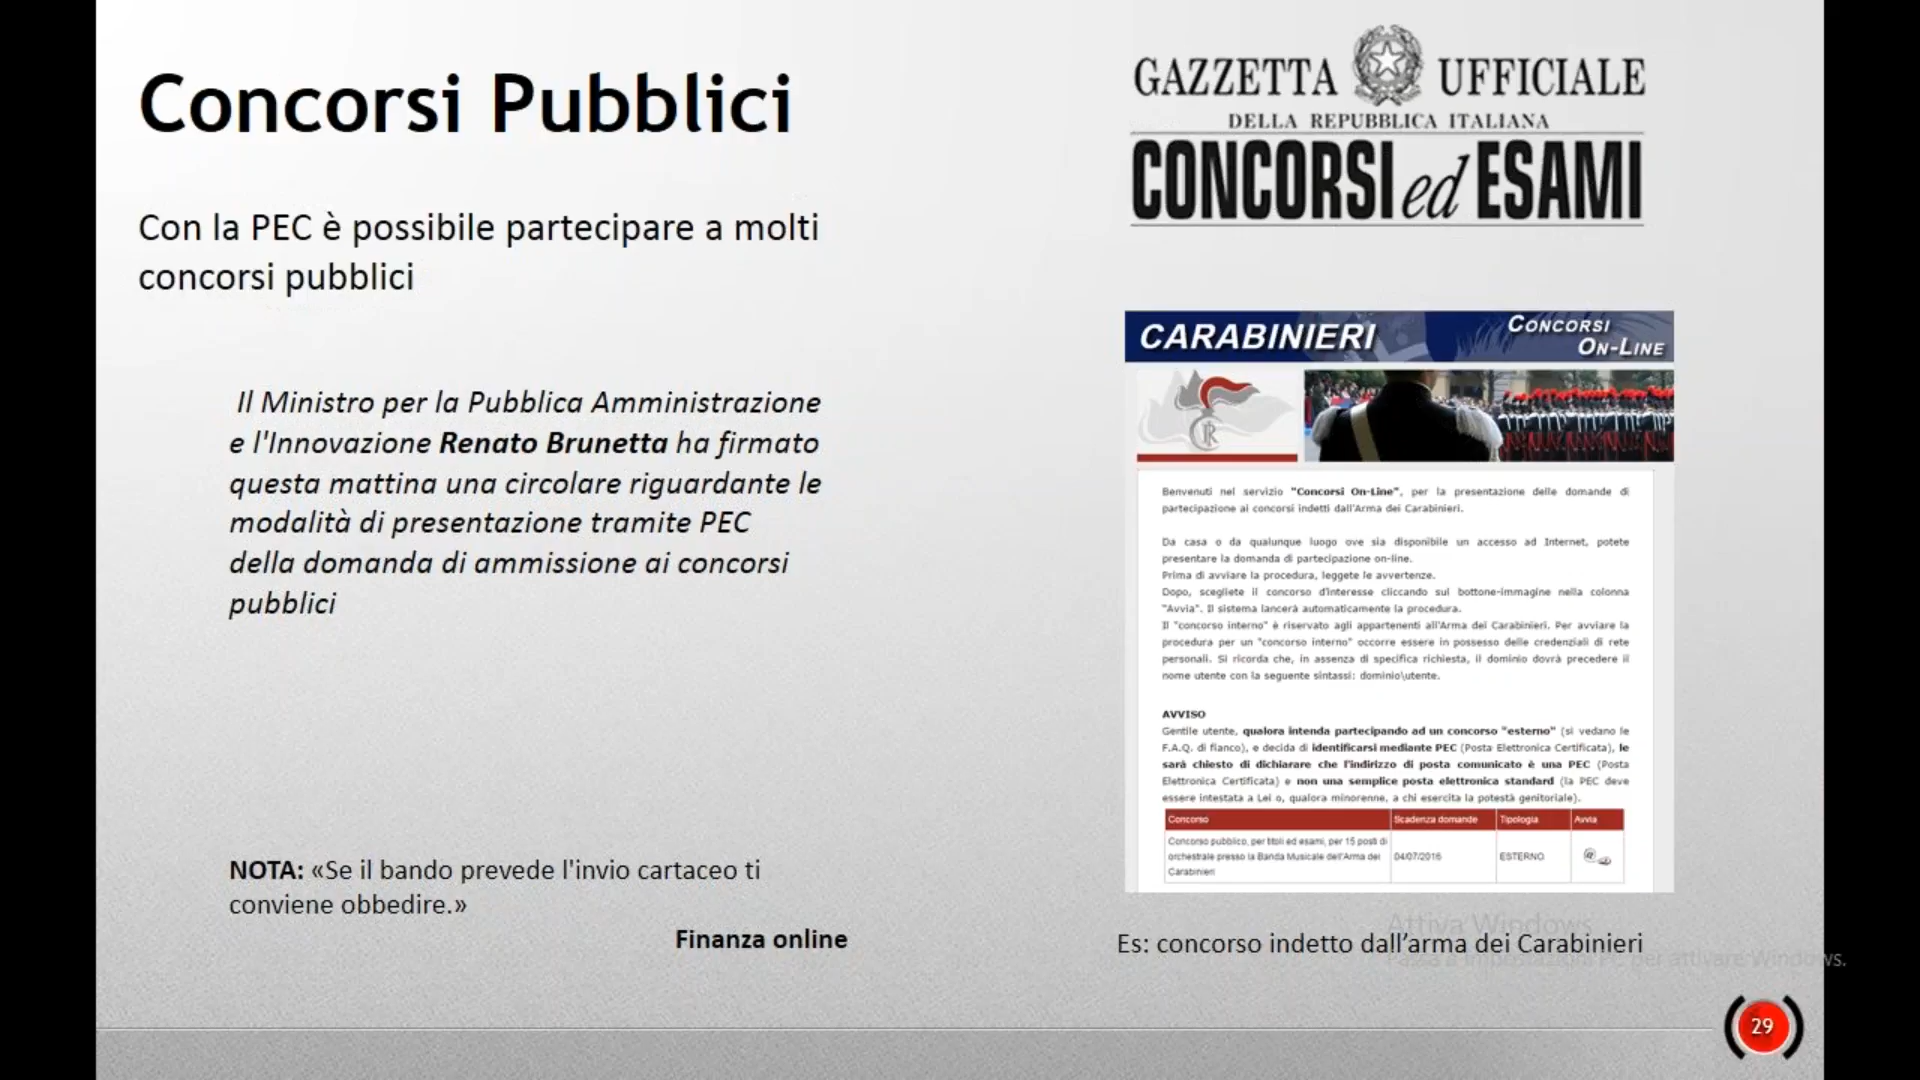 Concorsi Pubblici
Con la PEC è possibile partecipare a molti
concorsi pubblici
Il Ministro per la Pubblica Amministrazione
e l'Innovazione Renato Brunetta ha firmato
questa mattina una circolare riguardante le
modalità di presentazione tramite PEC
della domanda di ammissione ai concorsi
pubblici
NOTA: «Se il bando prevede l'invio cartaceo ti
conviene obbedire.»
Finanza online
GAZZETTA UFFICIALE
DELLA REPUBBLICA ITALIANA
CONCORSI ed ESAMI
CARABINIERI
CONCORSI
ON-LINE
Benvenuti nel servizio "Concorsi On-Line", per la presentazione delle domande di
partecipazione ai concorsi indetti dall'Arma dei Carabinieri.
Da casa o da qualunque luogo ove sia disponibile un accesso ad Internet, potete
presentare la domanda di partecipazione on-line.
Prima di avviare la procedura, leggete le avvertenze.
Dopo, scegliete il concorso d'interesse cliccando sul bottone-immagine nella colonna
"Avvia". Il sistema lancerà automaticamente la procedura.
Il "concorso interno" è riservato agli appartenenti all'Arma dei Carabinieri. Per avviare la
procedura per un "concorso interno" occorre essere in possesso delle credenziali di rete
personali. Si ricorda che, in assenza di specifica richiesta, il dominio dovrà precedere il
nome utente con la seguente sintassi: dominio\utente.
AVVISO
Gentile utente, qualora intenda partecipando ad un concorso "esterno" (si vedano le
F.A.Q. di fianco), e decida di identificarsi mediante PEC (Posta Elettronica Certificata), le
sarà chiesto di dichiarare che l'indirizzo di posta comunicato è una PEC (Posta
Elettronica Certificata) e non una semplice posta elettronica standard (la PEC deve
essere intestata a Lei o, qualora minorenne, a chi esercita la potestà genitoriale).
Concorso Scadenza domande Tipologia Avvia
Concorso pubblico, per titoli ed esami, per 15 posti di
orchestrale presso la Banda Musicale dell'Arma dei
Carabinieri
04/07/2016 ESTERNO
Es: concorso indetto dall'arma dei Carabinieri
Attiva Windows
Passa a Impostazioni PC per attivare Windows.
29